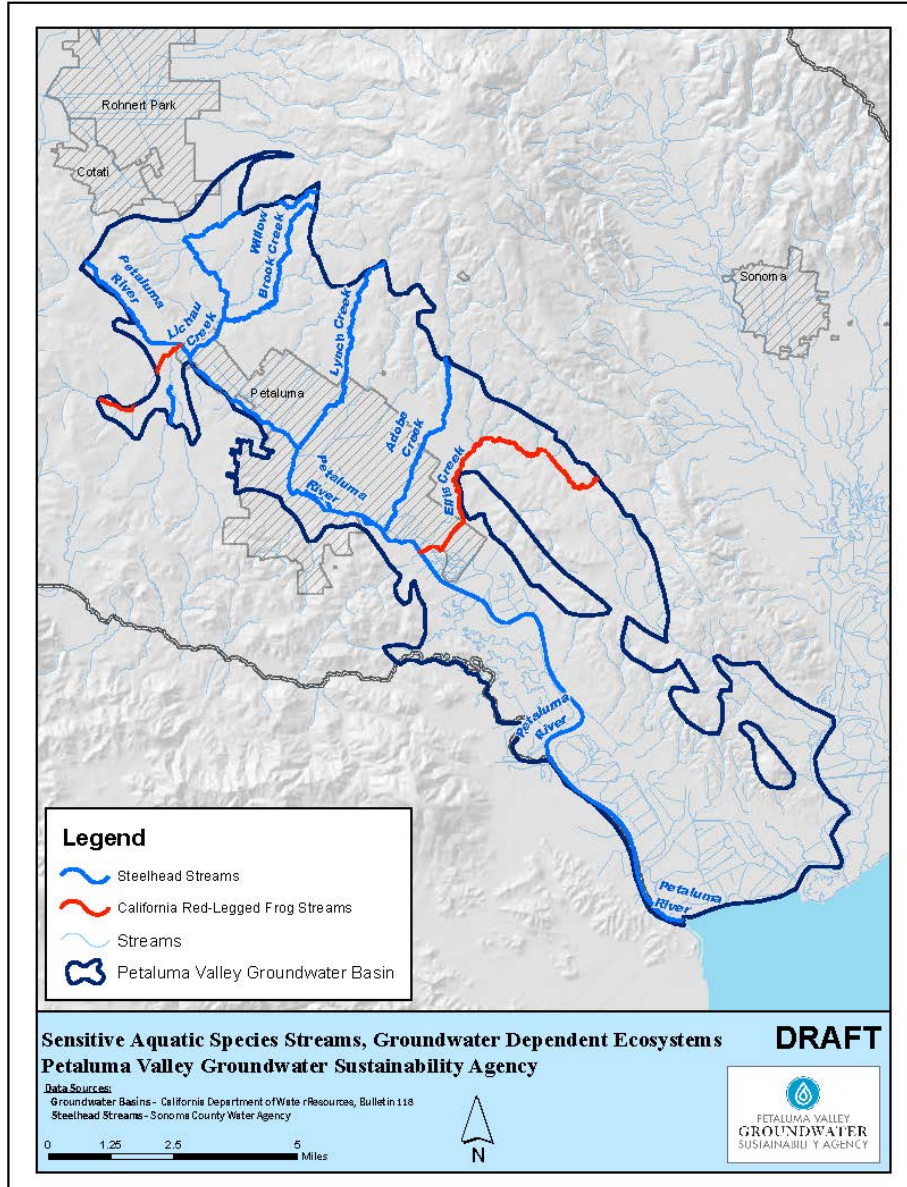 Rohnert Park
Cotati
Sonoma
Petaluma
River
Lichau
Creek
Willow
Brook Creek
Lynch Creek
Petaluma
Adobe
Creek
Ellis Creek
Petaluma
River
Petaluma
River
Petaluma
River
Legend
Steelhead Streams
California Red-Legged Frog Streams
Streams
Petaluma Valley Groundwater Basin
Sensitive Aquatic Species Streams, Groundwater Dependent Ecosystems
Petaluma Valley Groundwater Sustainability Agency
DRAFT
Data Sources:
Groundwater Basins - California Department of Water Resources, Bulletin 118
Steelhead Streams - Sonoma County Water Agency
0 1.25 2.5 5
Miles
N
PETALUMA VALLEY
GROUNDWATER
SUSTAINABILITY AGENCY